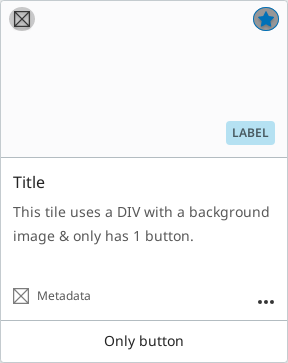 LABEL
Title
This tile uses a DIV with a background
image & only has 1 button.
Metadata
Only button